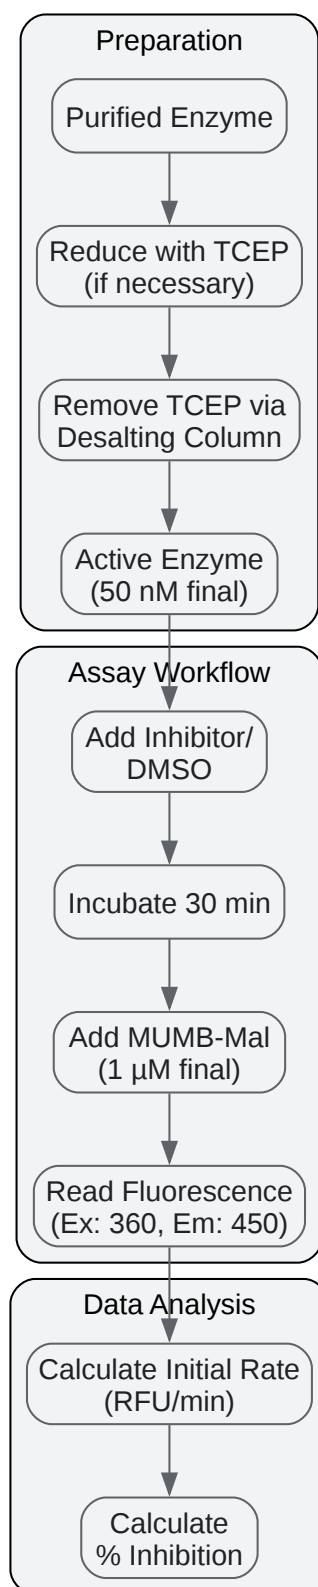 Preparation
Purified Enzyme
Reduce with TCEP
(if necessary)
Remove TCEP via
Desalting Column
Active Enzyme
(50 nM final)
Assay Workflow
Add Inhibitor/
DMSO
Incubate 30 min
Add MUMB-Mal
(1 µM final)
Read Fluorescence
(Ex: 360, Em: 450)
Data Analysis
Calculate Initial Rate
(RFU/min)
Calculate
% Inhibition